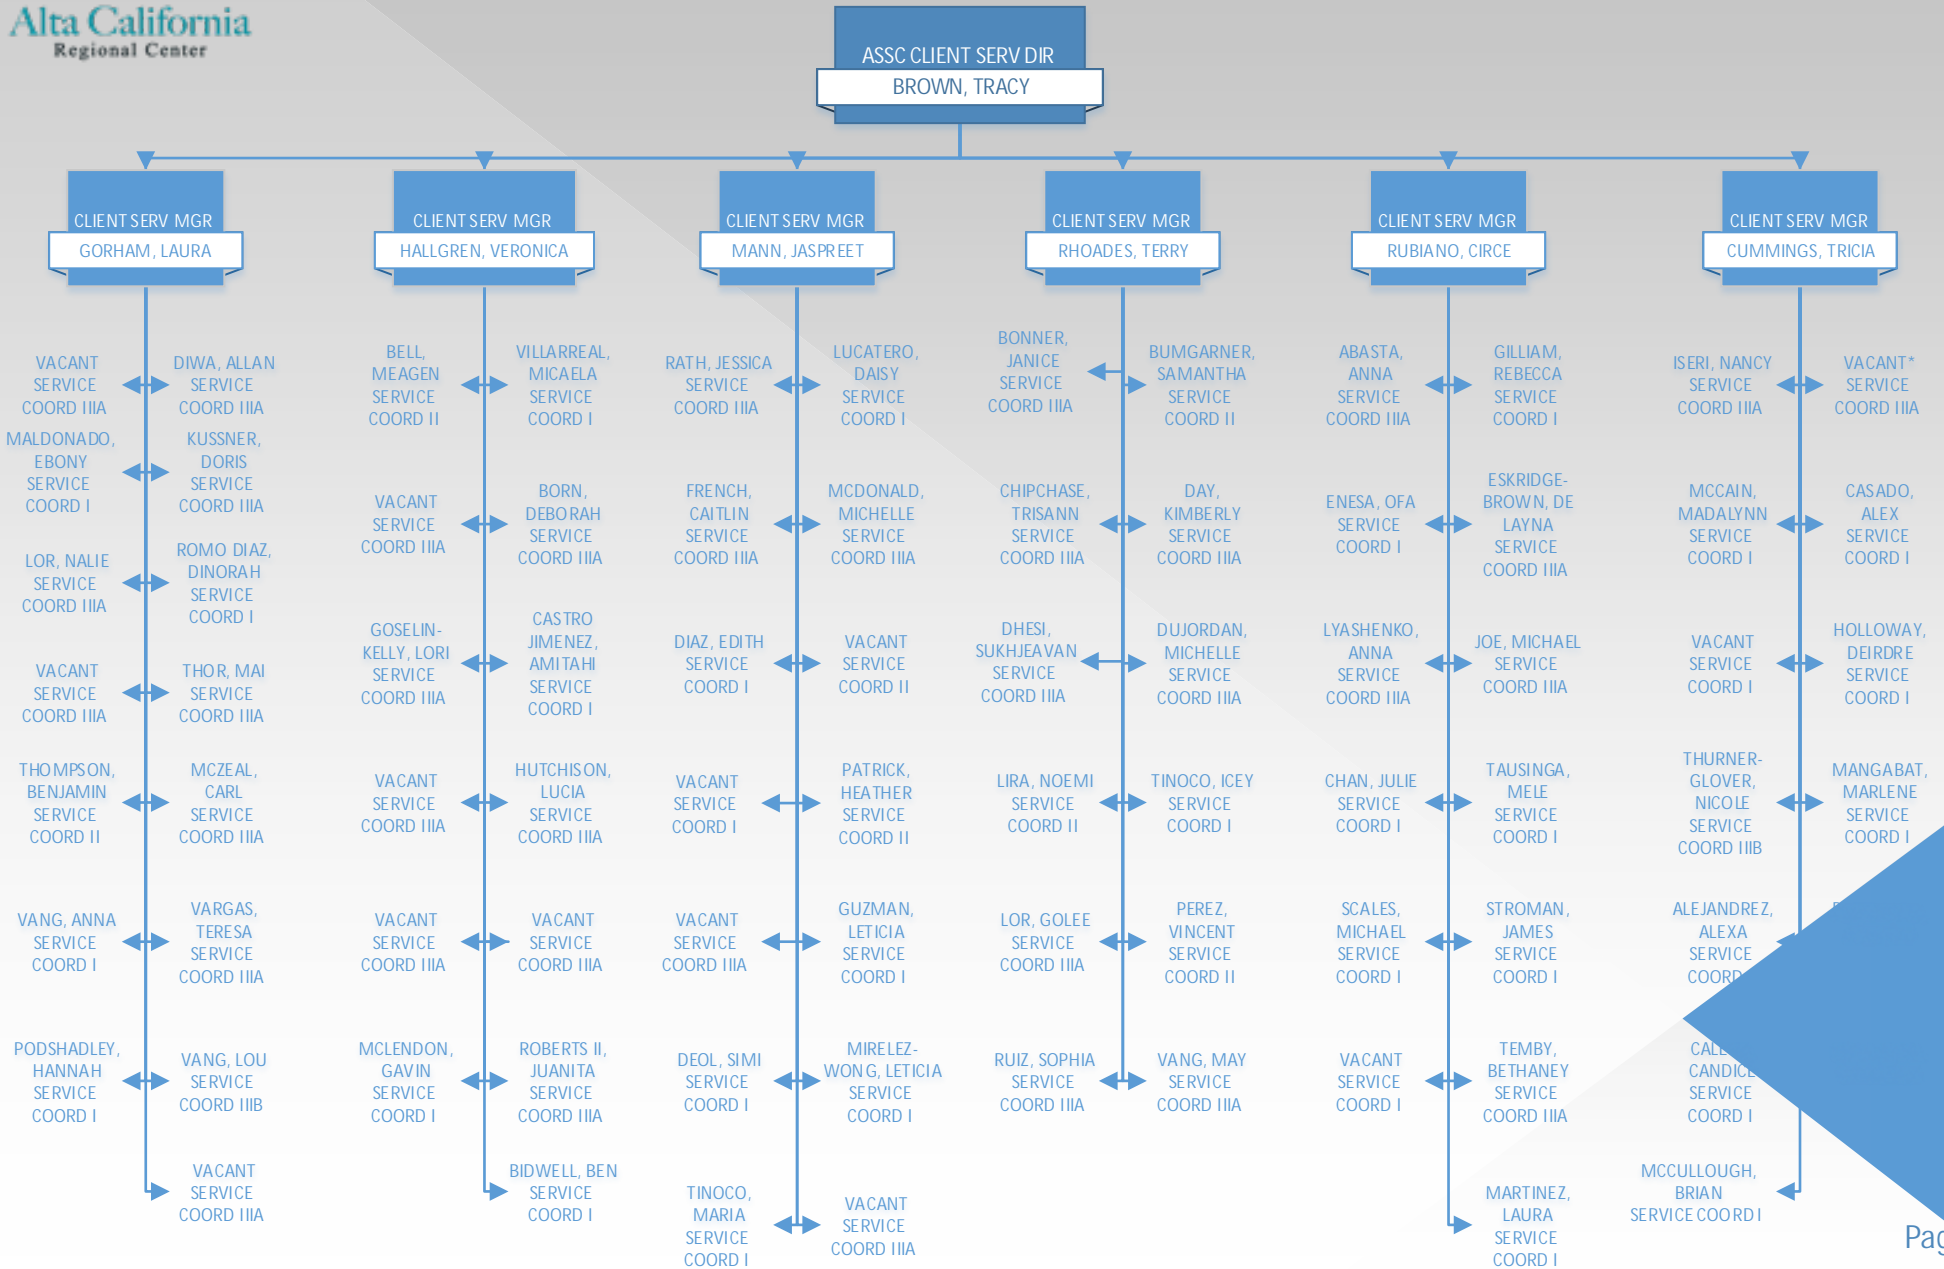 Alta California
Regional Center
ASSC CLIENT SERV DIR
BROWN, TRACY
CLIENT SERV MGR
GORHAM, LAURA
VACANT
SERVICE
COORD IIIA
DIWA, ALLAN
SERVICE
COORD IIIA
MALDONADO,
EBONY
SERVICE
COORD I
KUSSNER,
DORIS
SERVICE
COORD IIIA
LOR, NALIE
SERVICE
COORD IIIA
ROMO DIAZ,
DINORAH
SERVICE
COORD I
VACANT
SERVICE
COORD IIIA
THOR, MAI
SERVICE
COORD IIIA
THOMPSON,
BENJAMIN
SERVICE
COORD II
MCZEAL,
CARL
SERVICE
COORD IIIA
VANG, ANNA
SERVICE
COORD I
VARGAS,
TERESA
SERVICE
COORD IIIA
PODSHADLEY,
HANNAH
SERVICE
COORD I
VANG, LOU
SERVICE
COORD IIIB
VACANT
SERVICE
COORD IIIA
CLIENT SERV MGR
HALLGREN, VERONICA
BELL,
MEAGEN
SERVICE
COORD II
VILLARREAL,
MICAELA
SERVICE
COORD I
VACANT
SERVICE
COORD IIIA
BORN,
DEBORAH
SERVICE
COORD IIIA
GOSELIN-
KELLY, LORI
SERVICE
COORD IIIA
CASTRO
JIMENEZ,
AMITAHI
SERVICE
COORD I
VACANT
SERVICE
COORD IIIA
HUTCHISON,
LUCIA
SERVICE
COORD IIIA
VACANT
SERVICE
COORD IIIA
VACANT
SERVICE
COORD IIIA
MCLENDON,
GAVIN
SERVICE
COORD I
ROBERTS II,
JUANITA
SERVICE
COORD IIIA
BIDWELL, BEN
SERVICE
COORD I
CLIENT SERV MGR
MANN, JASPREET
RATH, JESSICA
SERVICE
COORD IIIA
LUCATERO,
DAISY
SERVICE
COORD I
FRENCH,
CAITLIN
SERVICE
COORD IIIA
MCDONALD,
MICHELLE
SERVICE
COORD IIIA
DIAZ, EDITH
SERVICE
COORD I
VACANT
SERVICE
COORD II
VACANT
SERVICE
COORD I
PATRICK,
HEATHER
SERVICE
COORD II
VACANT
SERVICE
COORD IIIA
GUZMAN,
LETICIA
SERVICE
COORD I
DEOL, SIMI
SERVICE
COORD I
MIRELEZ-
WONG, LETICIA
SERVICE
COORD I
TINOCO,
MARIA
SERVICE
COORD I
VACANT
SERVICE
COORD IIIA
CLIENT SERV MGR
RHOADES, TERRY
BONNER,
JANICE
SERVICE
COORD IIIA
BUMGARNER,
SAMANTHA
SERVICE
COORD II
CHIPCHASE,
TRISANN
SERVICE
COORD IIIA
DAY,
KIMBERLY
SERVICE
COORD IIIA
DHESI,
SUKHJEAVAN
SERVICE
COORD IIIA
DUJORDAN,
MICHELLE
SERVICE
COORD IIIA
LIRA, NOEMI
SERVICE
COORD II
TINOCO, ICEY
SERVICE
COORD I
LOR, GOLEE
SERVICE
COORD IIIA
PEREZ,
VINCENT
SERVICE
COORD II
RUIZ, SOPHIA
SERVICE
COORD IIIA
VANG, MAY
SERVICE
COORD IIIA
CLIENT SERV MGR
RUBIANO, CIRCE
ABASTA,
ANNA
SERVICE
COORD IIIA
GILLIAM,
REBECCA
SERVICE
COORD I
ENESA, OFA
SERVICE
COORD I
ESKRIDGE-
BROWN, DE
LAYNA
SERVICE
COORD IIIA
LYASHENKO,
ANNA
SERVICE
COORD IIIA
JOE, MICHAEL
SERVICE
COORD IIIA
CHAN, JULIE
SERVICE
COORD I
TAUSINGA,
MELE
SERVICE
COORD I
SCALES,
MICHAEL
SERVICE
COORD I
STROMAN,
JAMES
SERVICE
COORD I
VACANT
SERVICE
COORD I
TEMBY,
BETHANEY
SERVICE
COORD IIIA
MARTINEZ,
LAURA
SERVICE
COORD I
CLIENT SERV MGR
CUMMINGS, TRICIA
ISERI, NANCY
SERVICE
COORD IIIA
VACANT*
SERVICE
COORD IIIA
MCCAIN,
MADALYNN
SERVICE
COORD I
CASADO,
ALEX
SERVICE
COORD I
VACANT
SERVICE
COORD I
HOLLOWAY,
DEIRDRE
SERVICE
COORD I
THURNER-
GLOVER,
NICOLE
SERVICE
COORD IIIB
MANGABAT,
MARLENE
SERVICE
COORD I
ALEJANDREZ,
ALEXA
SERVICE
COORD
CANDICE
SERVICE
COORD I
MCCULLOUGH,
BRIAN
SERVICE COORD I
Pag